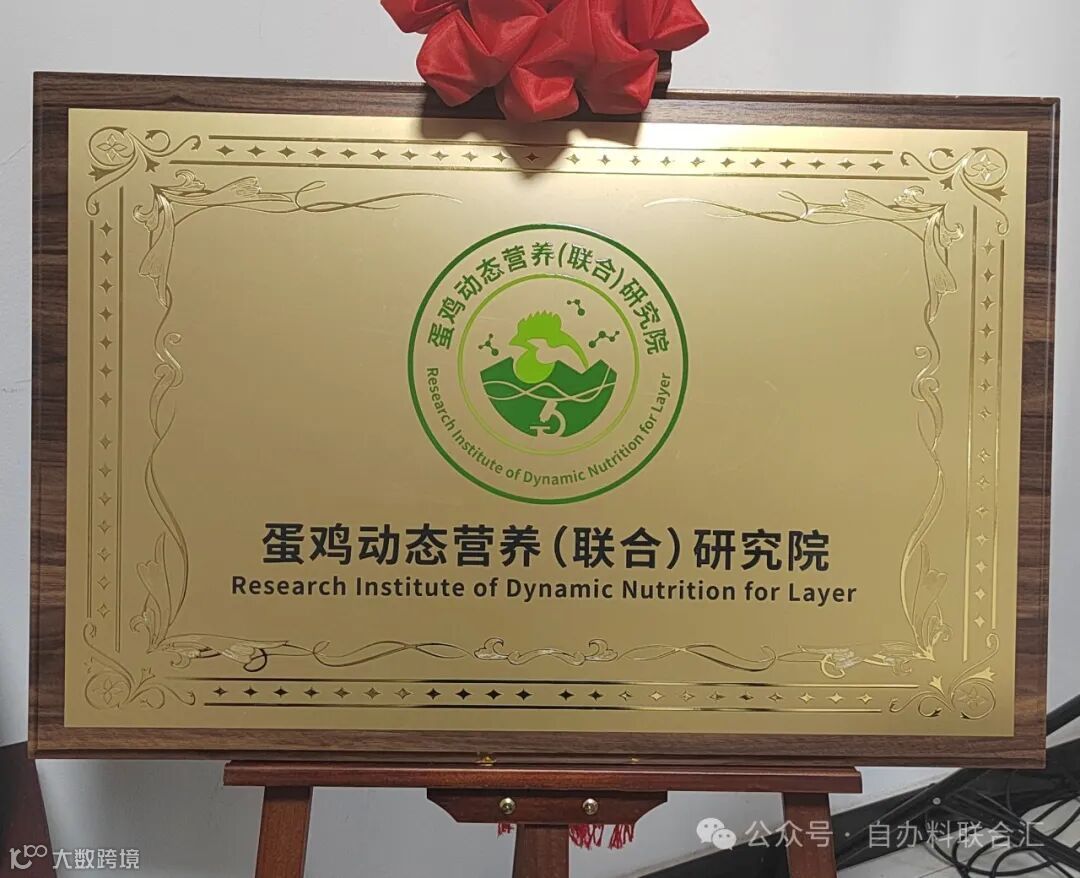 蛋鸡动态营养(联合)研究院
Research Institute of Dynamic Nutrition for Layer
蛋鸡动态营养(联合)研究院
Research Institute of Dynamic Nutrition for Layer
公众号 · 自办料联合汇
大数跨境